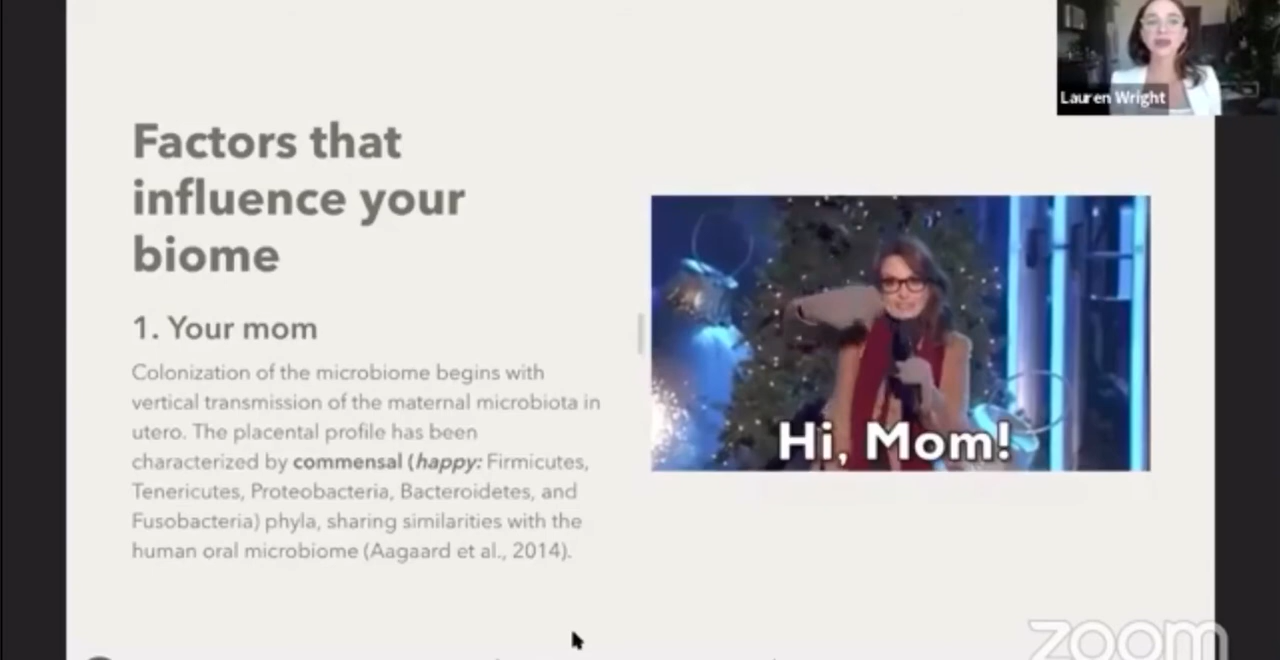 Lauren Wright
Factors that
influence your
biome
1. Your mom
Colonization of the microbiome begins with
vertical transmission of the maternal microbiota in
utero. The placental profile has been
characterized by commensal (happy: Firmicutes,
Tenericutes, Proteobacteria, Bacteroidetes, and
Fusobacteria) phyla, sharing similarities with the
human oral microbiome (Aagaard et al., 2014).
Hi, Mom!
zoom